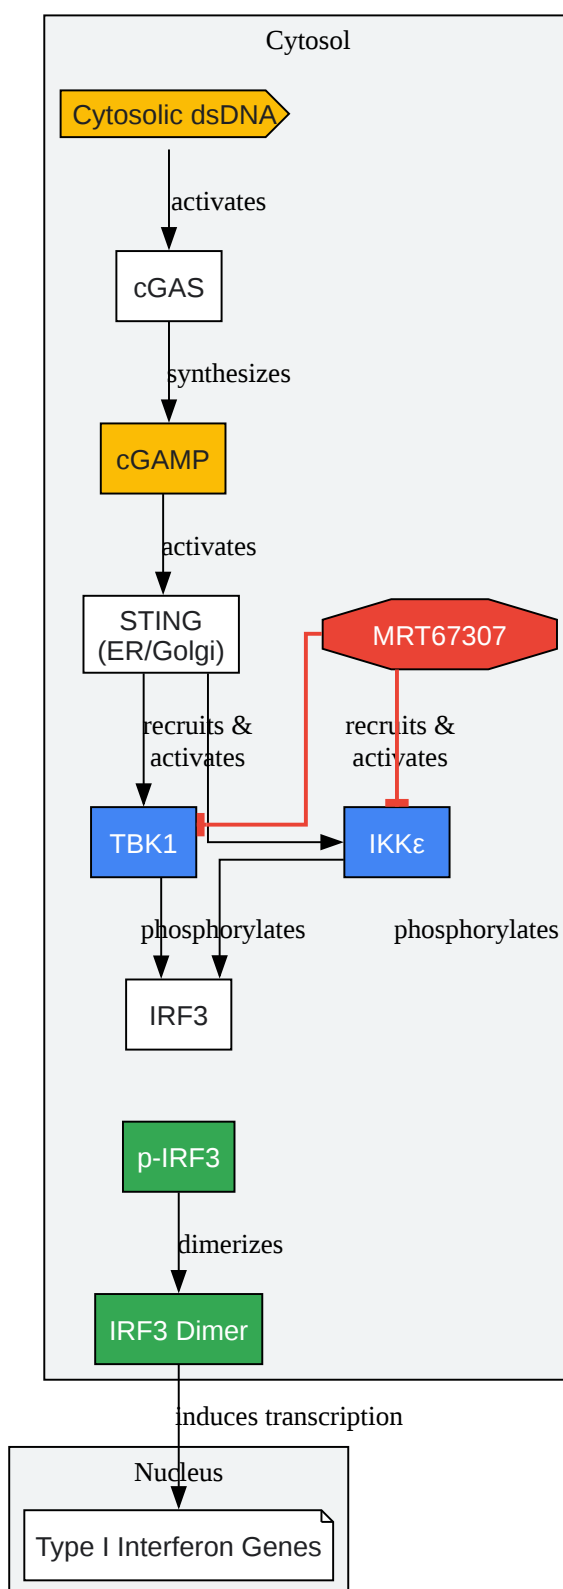 Cytosol
Cytosolic dsDNA
activates
cGAS
synthesizes
cGAMP
activates
STING
(ER/Golgi)
MRT67307
recruits &
activates
recruits &
activates
TBK1
IKKε
phosphorylates
phosphorylates
IRF3
p-IRF3
dimerizes
IRF3 Dimer
induces transcription
Nucleus
Type I Interferon Genes